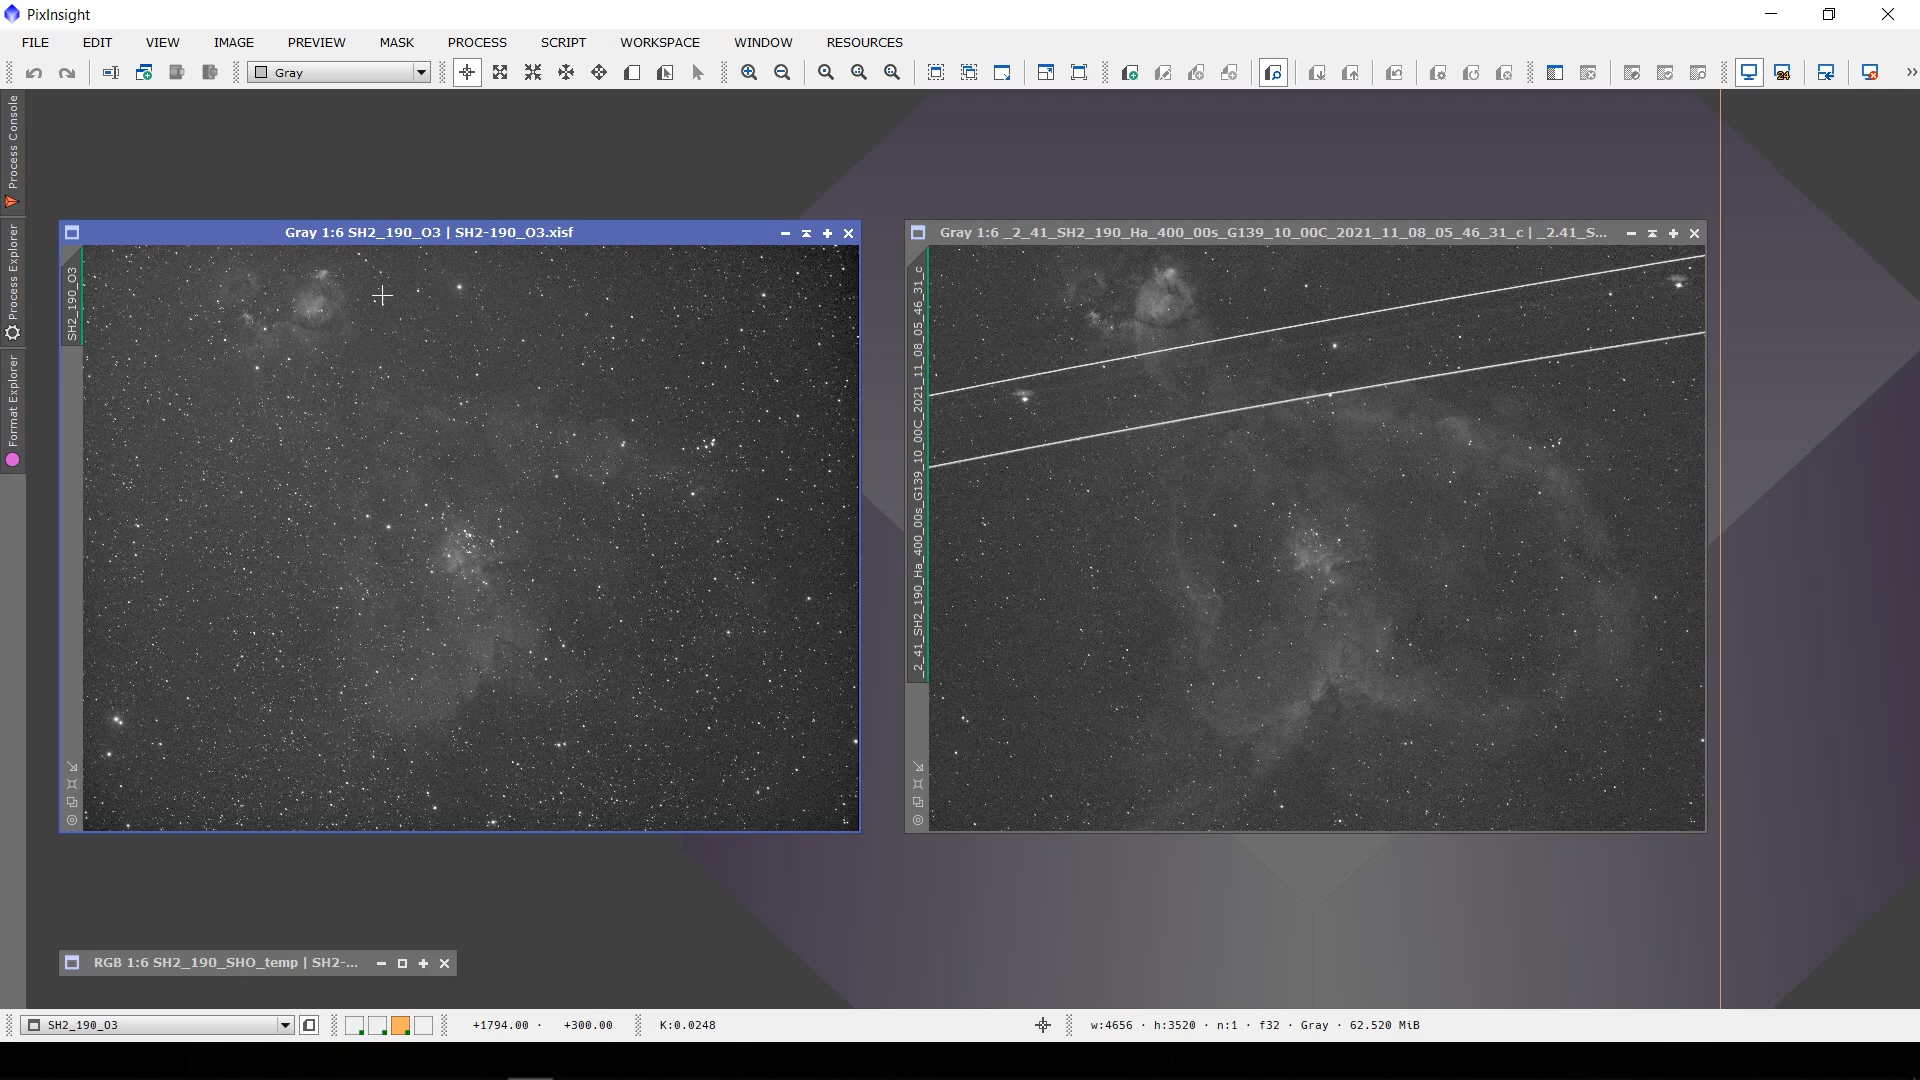 PixInsight
FILE EDIT VIEW IMAGE PREVIEW MASK PROCESS SCRIPT WORKSPACE WINDOW RESOURCES
Gray
24
Process Console
Process Explorer
Format Explorer
Gray 1:6 SH2_190_O3 | SH2-190_O3.xisf
SH2_190_O3
Gray 1:6 _2_41_SH2_190_Ha_400_00s_G139_10_00C_2021_11_08_05_46_31_c | _2.41_S...
_2_41_SH2_190_Ha_400_00s_G139_10_00C_2021_11_08_05_46_31_c
RGB 1:6 SH2_190_SHO_temp | SH2-...
SH2_190_O3
+1794.00 · +300.00
K:0.0248
w:4656 · h:3520 · n:1 · f32 · Gray · 62.520 MiB